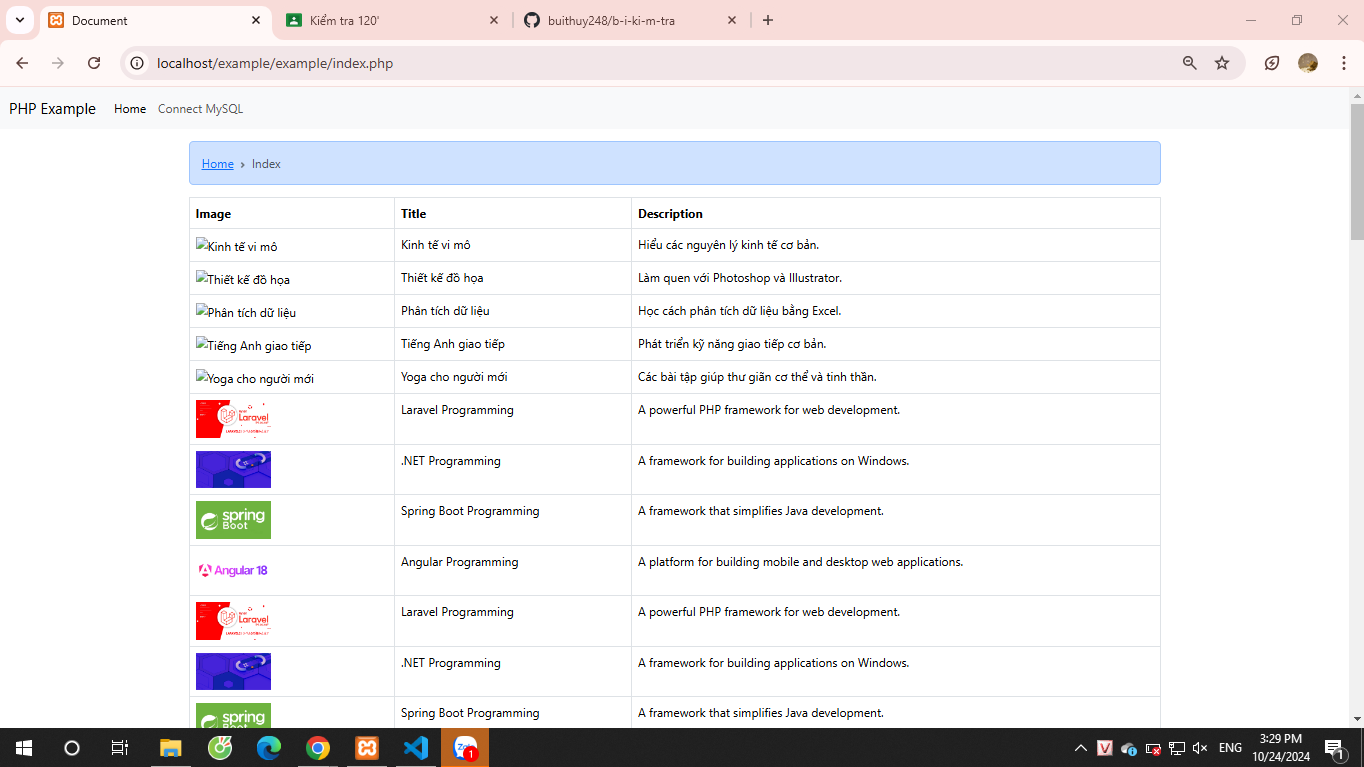 Document
Kiểm tra 120'
buithuy248/b-i-ki-m-tra
localhost/example/example/index.php
PHP Example Home Connect MySQL
Home › Index
Image Title Description
Kinh tế vi mô Kinh tế vi mô Hiểu các nguyên lý kinh tế cơ bản.
Thiết kế đồ họa Thiết kế đồ họa Làm quen với Photoshop và Illustrator.
Phân tích dữ liệu Phân tích dữ liệu Học cách phân tích dữ liệu bằng Excel.
Tiếng Anh giao tiếp Tiếng Anh giao tiếp Phát triển kỹ năng giao tiếp cơ bản.
Yoga cho người mới Yoga cho người mới Các bài tập giúp thư giãn cơ thể và tinh thần.
Laravel Laravel Programming A powerful PHP framework for web development.
.NET Programming A framework for building applications on Windows.
spring Boot Spring Boot Programming A framework that simplifies Java development.
Angular 18 Angular Programming A platform for building mobile and desktop web applications.
Laravel Laravel Programming A powerful PHP framework for web development.
.NET Programming A framework for building applications on Windows.
spring Spring Boot Programming A framework that simplifies Java development.
ENG
3:29 PM
10/24/2024